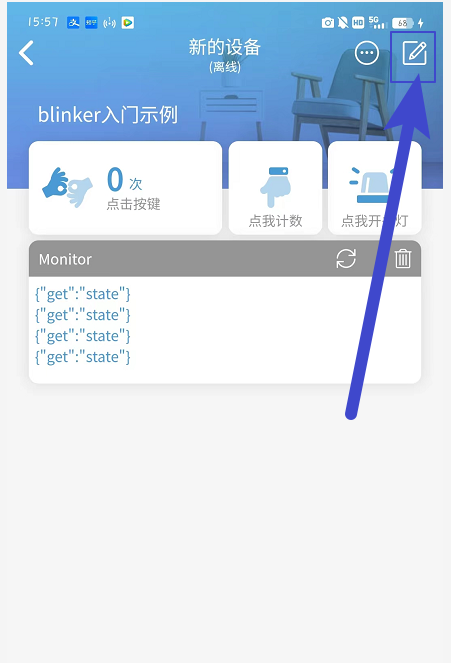 15:57
HD 5G 68
新的设备
(离线)
blinker入门示例
0 次
点击按键
点我计数
点我开 灯
Monitor
{"get":"state"}
{"get":"state"}
{"get":"state"}
{"get":"state"}